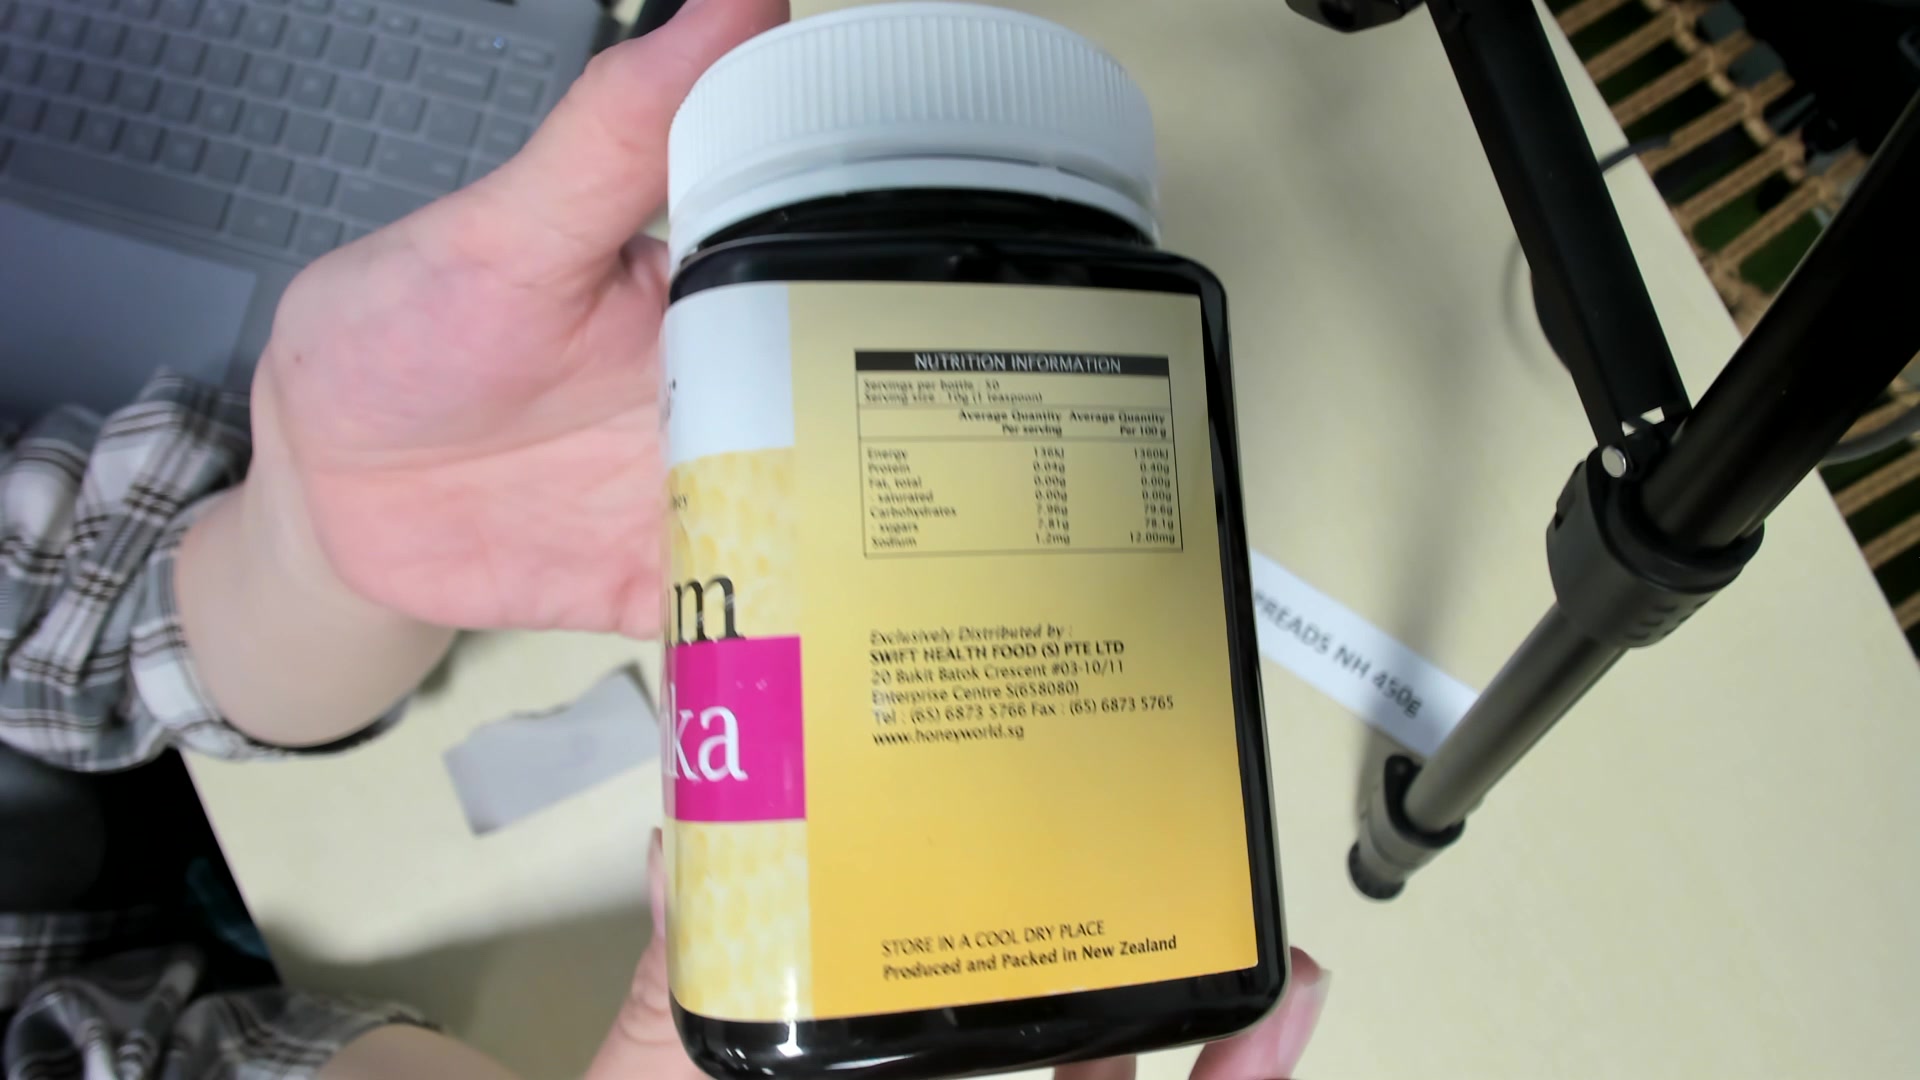 um
ka
NUTRITION INFORMATION
Servings per bottle : 50
Serving size : 10g (1 teaspoon)
Average Quantity Average Quantity
Per serving Per 100 g
Energy 136kJ 1360kJ
Protein 0.04g 0.40g
Fat, total 0.00g 0.00g
- saturated 0.00g 0.00g
Carbohydrates 7.96g 79.6g
- sugars 7.81g 78.1g
Sodium 1.2mg 12.00mg
Exclusively Distributed by :
SWIFT HEALTH FOOD (S) PTE LTD
20 Bukit Batok Crescent #03-10/11
Enterprise Centre S(658080)
Tel : (65) 6873 5766 Fax : (65) 6873 5765
www.honeyworld.sg
STORE IN A COOL DRY PLACE
Produced and Packed in New Zealand
READS NH 450g